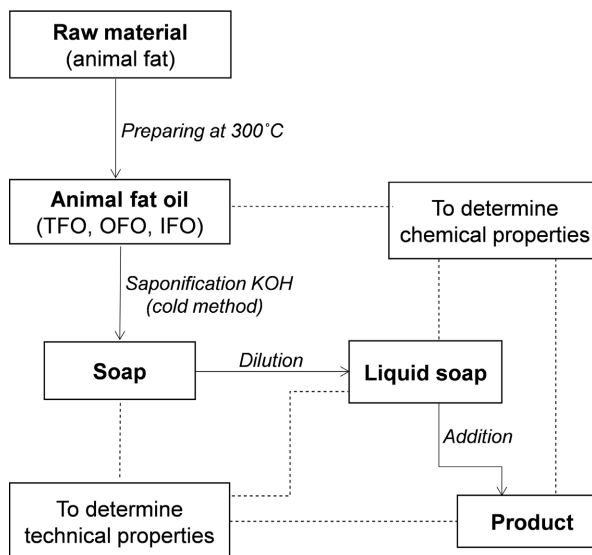 Raw material
(animal fat)
Preparing at 300˚C
Animal fat oil
(TFO, OFO, IFO)
To determine
chemical properties
Saponification KOH
(cold method)
Soap
Dilution
Liquid soap
Addition
To determine
technical properties
Product